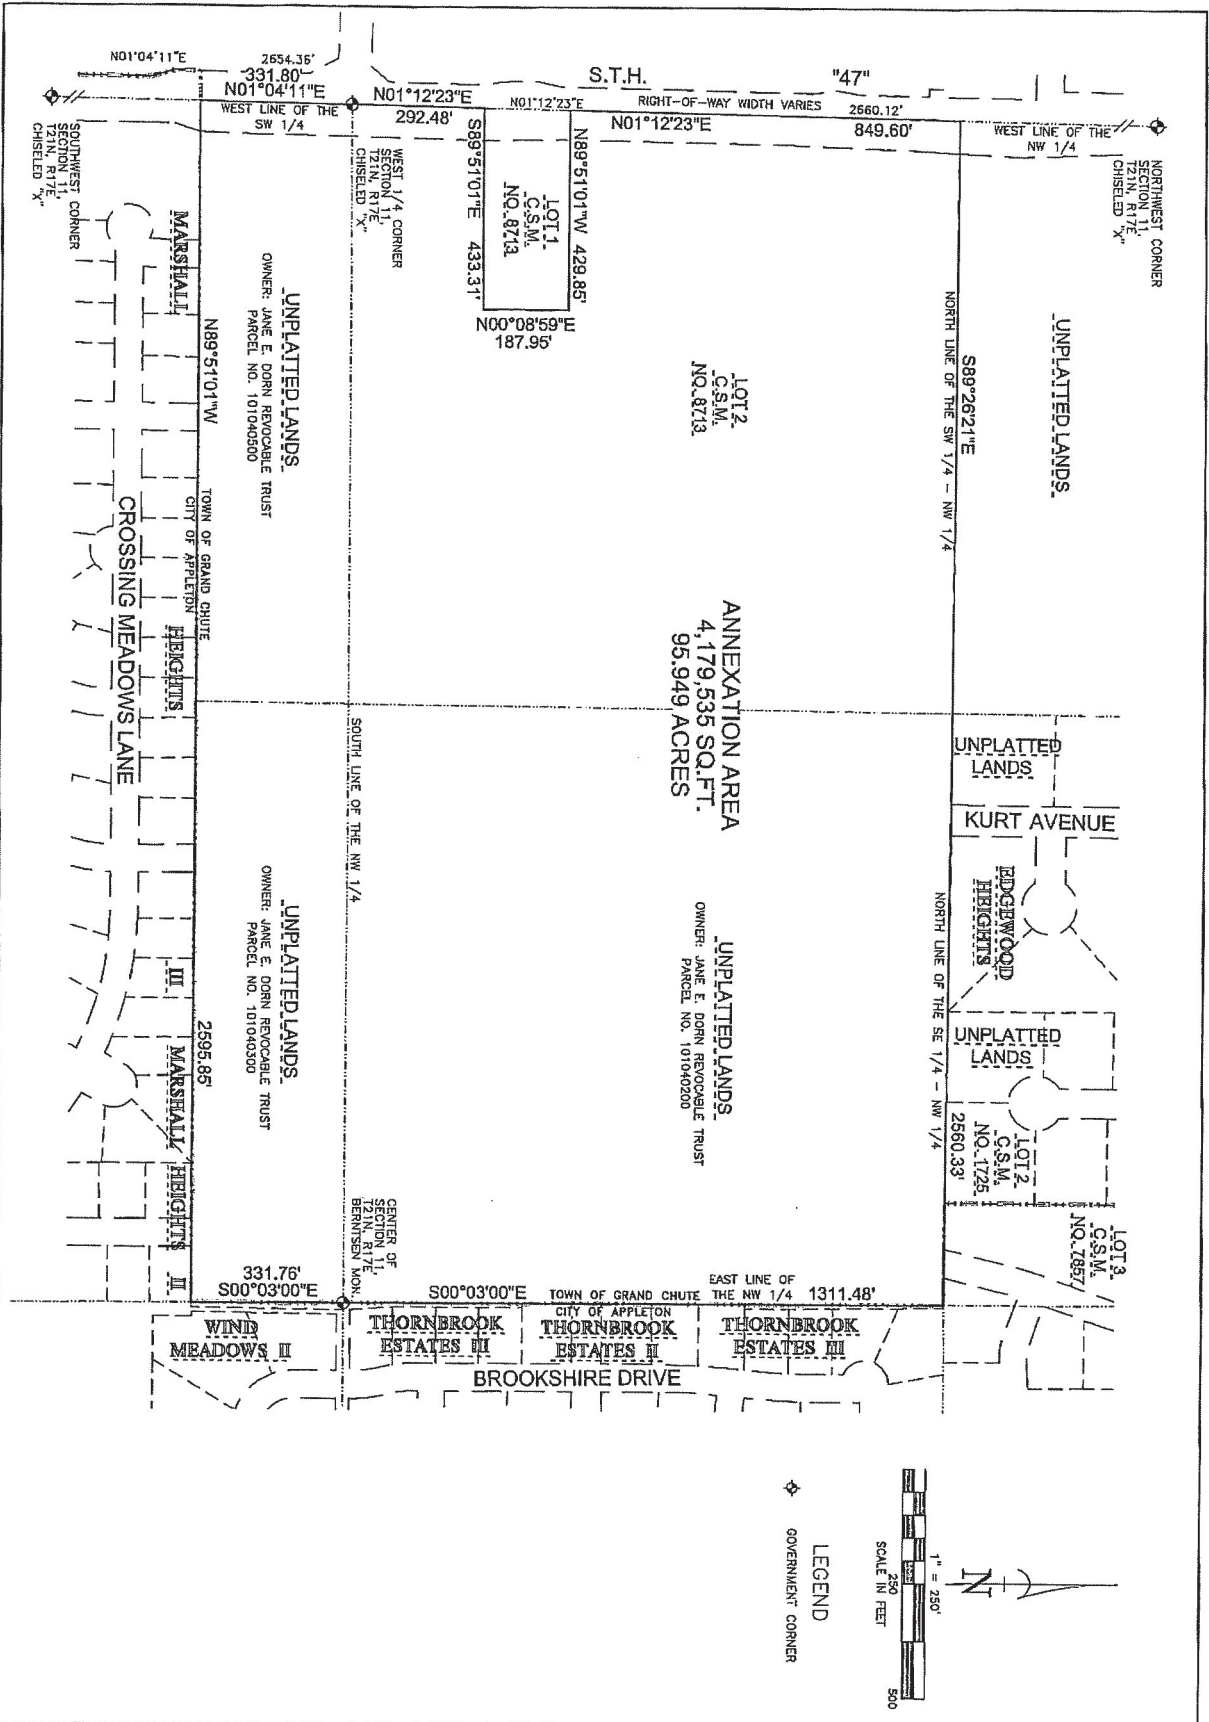 N01°04'11"E
2654.36'
331.80'
N01°04'11"E
WEST LINE OF THE
SW 1/4
N01°12'23"E
292.48'
N01°12'23"E
S.T.H.
"47"
RIGHT-OF-WAY WIDTH VARIES
2660.12'
N01°12'23"E
849.60'
WEST LINE OF THE
NW 1/4
SOUTHWEST CORNER
SECTION 11,
T21N, R17E
CHISELED "X"
WEST 1/4 CORNER
SECTION 11,
T21N, R17E
CHISELED "X"
NORTHWEST CORNER
SECTION 11,
T21N, R17E
CHISELED "X"
S89°51'01"E 433.31'
LOT 1
C.S.M.
NO. 8713
N89°51'01"W 429.85'
N00°08'59"E
187.95'
LOT 2
C.S.M.
NO. 8713
NORTH LINE OF THE SW 1/4 - NW 1/4
S89°26'21"E
UNPLATTED LANDS
MARSHALL
N89°51'01"W
UNPLATTED LANDS
OWNER: JANE E. DORN REVOCABLE TRUST
PARCEL NO. 101040500
TOWN OF GRAND CHUTE
CITY OF APPLETON
CROSSING MEADOWS LANE
HEIGHTS
SOUTH LINE OF THE NW 1/4
ANNEXATION AREA
4,179,535 SQ.FT.
95.949 ACRES
UNPLATTED
LANDS
KURT AVENUE
EDGEWOOD
HEIGHTS
NORTH LINE OF THE SE 1/4 - NW 1/4
UNPLATTED
LANDS
2560.33'
LOT 2
C.S.M.
NO. 1725
LOT 3
C.S.M.
NO. 7857
UNPLATTED LANDS
OWNER: JANE E. DORN REVOCABLE TRUST
PARCEL NO. 101040200
UNPLATTED LANDS
OWNER: JANE E. DORN REVOCABLE TRUST
PARCEL NO. 101040300
III
2595.85'
MARSHALL HEIGHTS II
CENTER OF
SECTION 11,
T21N, R17E
BERNTSEN MON.
331.76'
S00°03'00"E
S00°03'00"E
TOWN OF GRAND CHUTE
CITY OF APPLETON
EAST LINE OF
THE NW 1/4
1311.48'
WIND
MEADOWS II
THORNBROOK
ESTATES III
THORNBROOK
ESTATES II
THORNBROOK
ESTATES III
BROOKSHIRE DRIVE
N
1" = 250'
250
500
SCALE IN FEET
LEGEND
GOVERNMENT CORNER